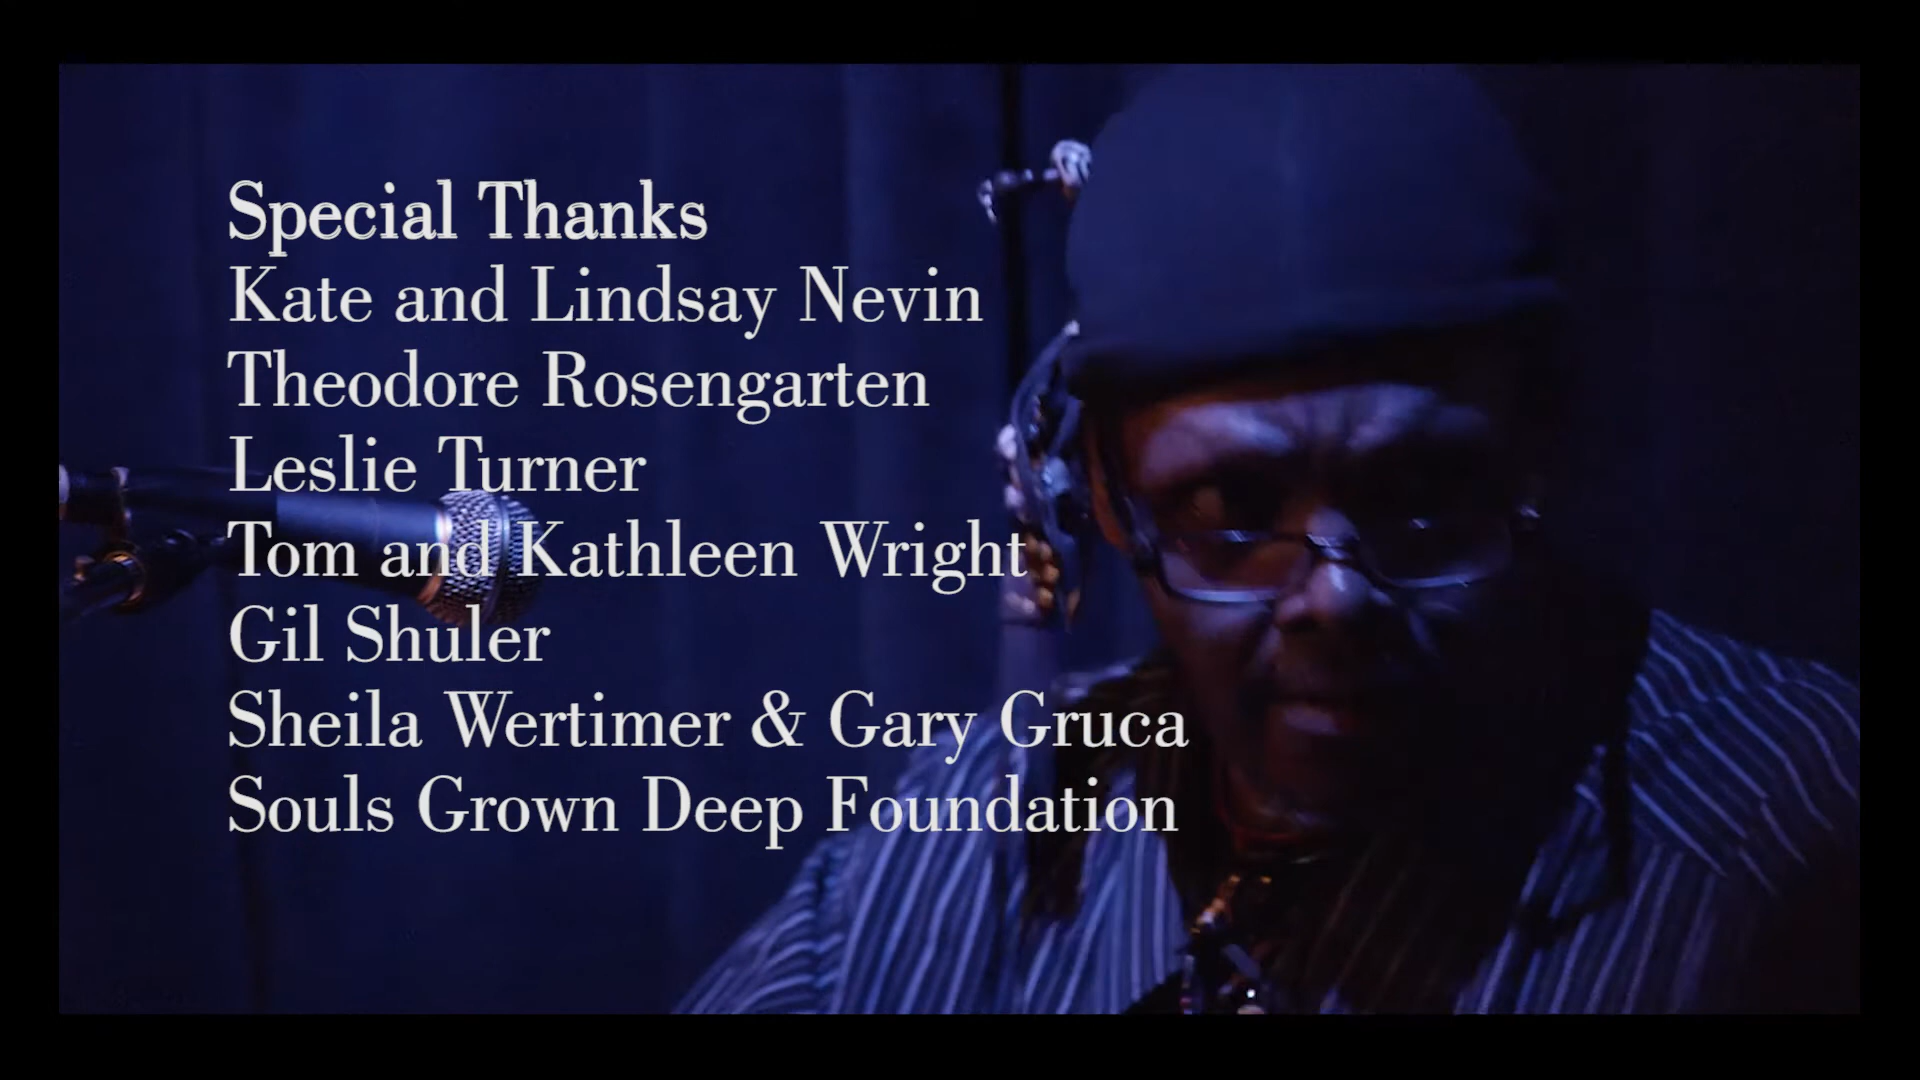 Special Thanks
Kate and Lindsay Nevin
Theodore Rosengarten
Leslie Turner
Tom and Kathleen Wright
Gil Shuler
Sheila Wertimer & Gary Gruca
Souls Grown Deep Foundation